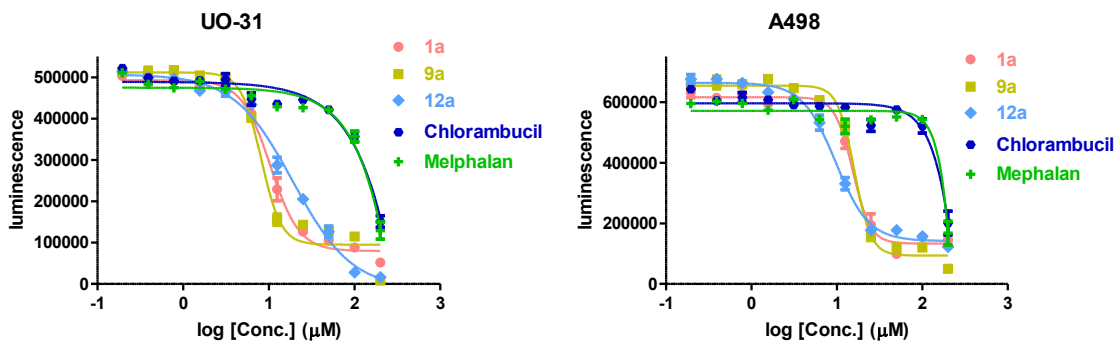 UO-31
luminescence
500000
400000
300000
200000
100000
0
-1 0 1 2 3
log [Conc.] (μM)
1a
9a
12a
Chlorambucil
Melphalan
A498
luminescence
600000
400000
200000
0
-1 0 1 2 3
log [Conc.] (μM)
1a
9a
12a
Chlorambucil
Mephalan